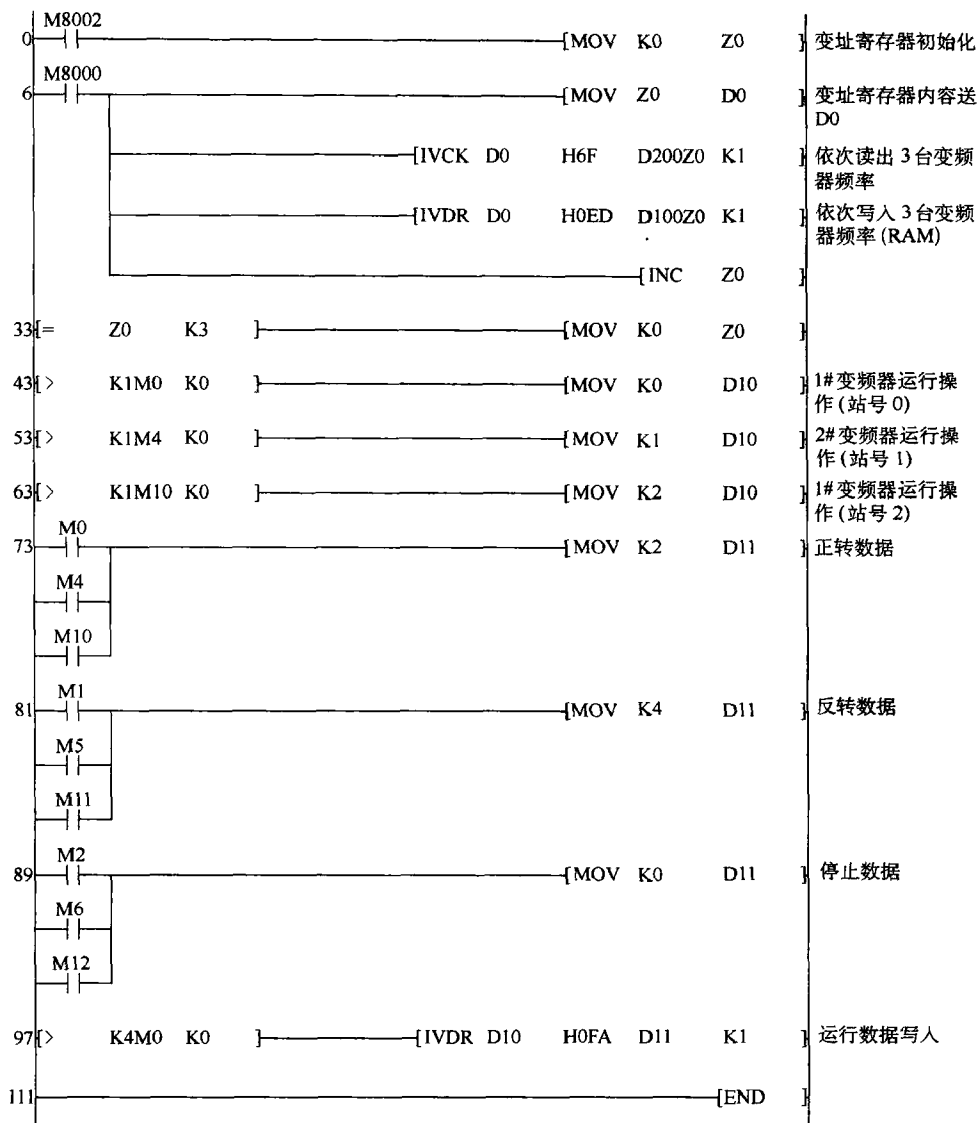 M8002
0 [MOV K0 Z0 ] 变址寄存器初始化
M8000
6 [MOV Z0 D0 ] 变址寄存器内容送
D0
[IVCK D0 H6F D200Z0 K1 ] 依次读出 3 台变频
器频率
[IVDR D0 H0ED D100Z0 K1 ] 依次写入 3 台变频
器频率 (RAM)
[INC Z0 ]
33 [= Z0 K3 ] [MOV K0 Z0 ]
43 [> K1M0 K0 ] [MOV K0 D10 ] 1#变频器运行操
作 (站号 0)
53 [> K1M4 K0 ] [MOV K1 D10 ] 2#变频器运行操
作 (站号 1)
63 [> K1M10 K0 ] [MOV K2 D10 ] 1#变频器运行操
作 (站号 2)
M0
73 [MOV K2 D11 ] 正转数据
M4
M10
M1
81 [MOV K4 D11 ] 反转数据
M5
M11
M2
89 [MOV K0 D11 ] 停止数据
M6
M12
97 [> K4M0 K0 ] [IVDR D10 H0FA D11 K1 ] 运行数据写入
111 [END ]